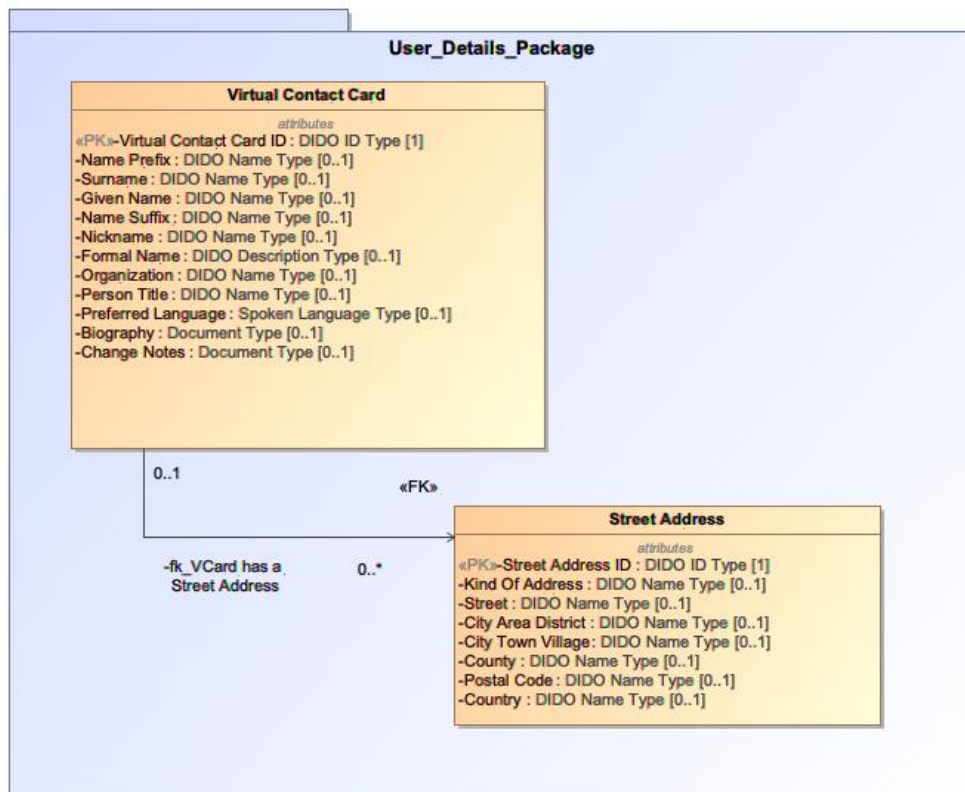 User_Details_Package
Virtual Contact Card
attributes
«PK»-Virtual Contact Card ID : DIDO ID Type [1]
-Name Prefix : DIDO Name Type [0..1]
-Surname : DIDO Name Type [0..1]
-Given Name : DIDO Name Type [0..1]
-Name Suffix : DIDO Name Type [0..1]
-Nickname : DIDO Name Type [0..1]
-Formal Name : DIDO Description Type [0..1]
-Organization : DIDO Name Type [0..1]
-Person Title : DIDO Name Type [0..1]
-Preferred Language : Spoken Language Type [0..1]
-Biography : Document Type [0..1]
-Change Notes : Document Type [0..1]
0..1
«FK»
-fk_VCard has a
Street Address
0..*
Street Address
attributes
«PK»-Street Address ID : DIDO ID Type [1]
-Kind Of Address : DIDO Name Type [0..1]
-Street : DIDO Name Type [0..1]
-City Area District : DIDO Name Type [0..1]
-City Town Village : DIDO Name Type [0..1]
-County : DIDO Name Type [0..1]
-Postal Code : DIDO Name Type [0..1]
-Country : DIDO Name Type [0..1]